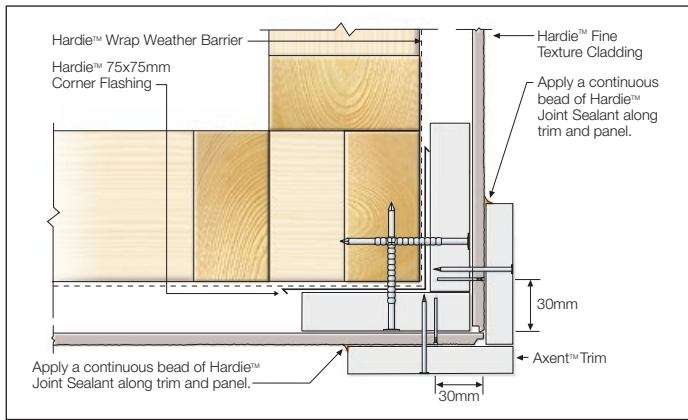 Hardie™ Wrap Weather Barrier
Hardie™ 75x75mm
Corner Flashing
Hardie™ Fine
Texture Cladding
Apply a continuous
bead of Hardie™
Joint Sealant along
trim and panel.
30mm
Axent™ Trim
Apply a continuous bead of Hardie™
Joint Sealant along trim and panel.
30mm